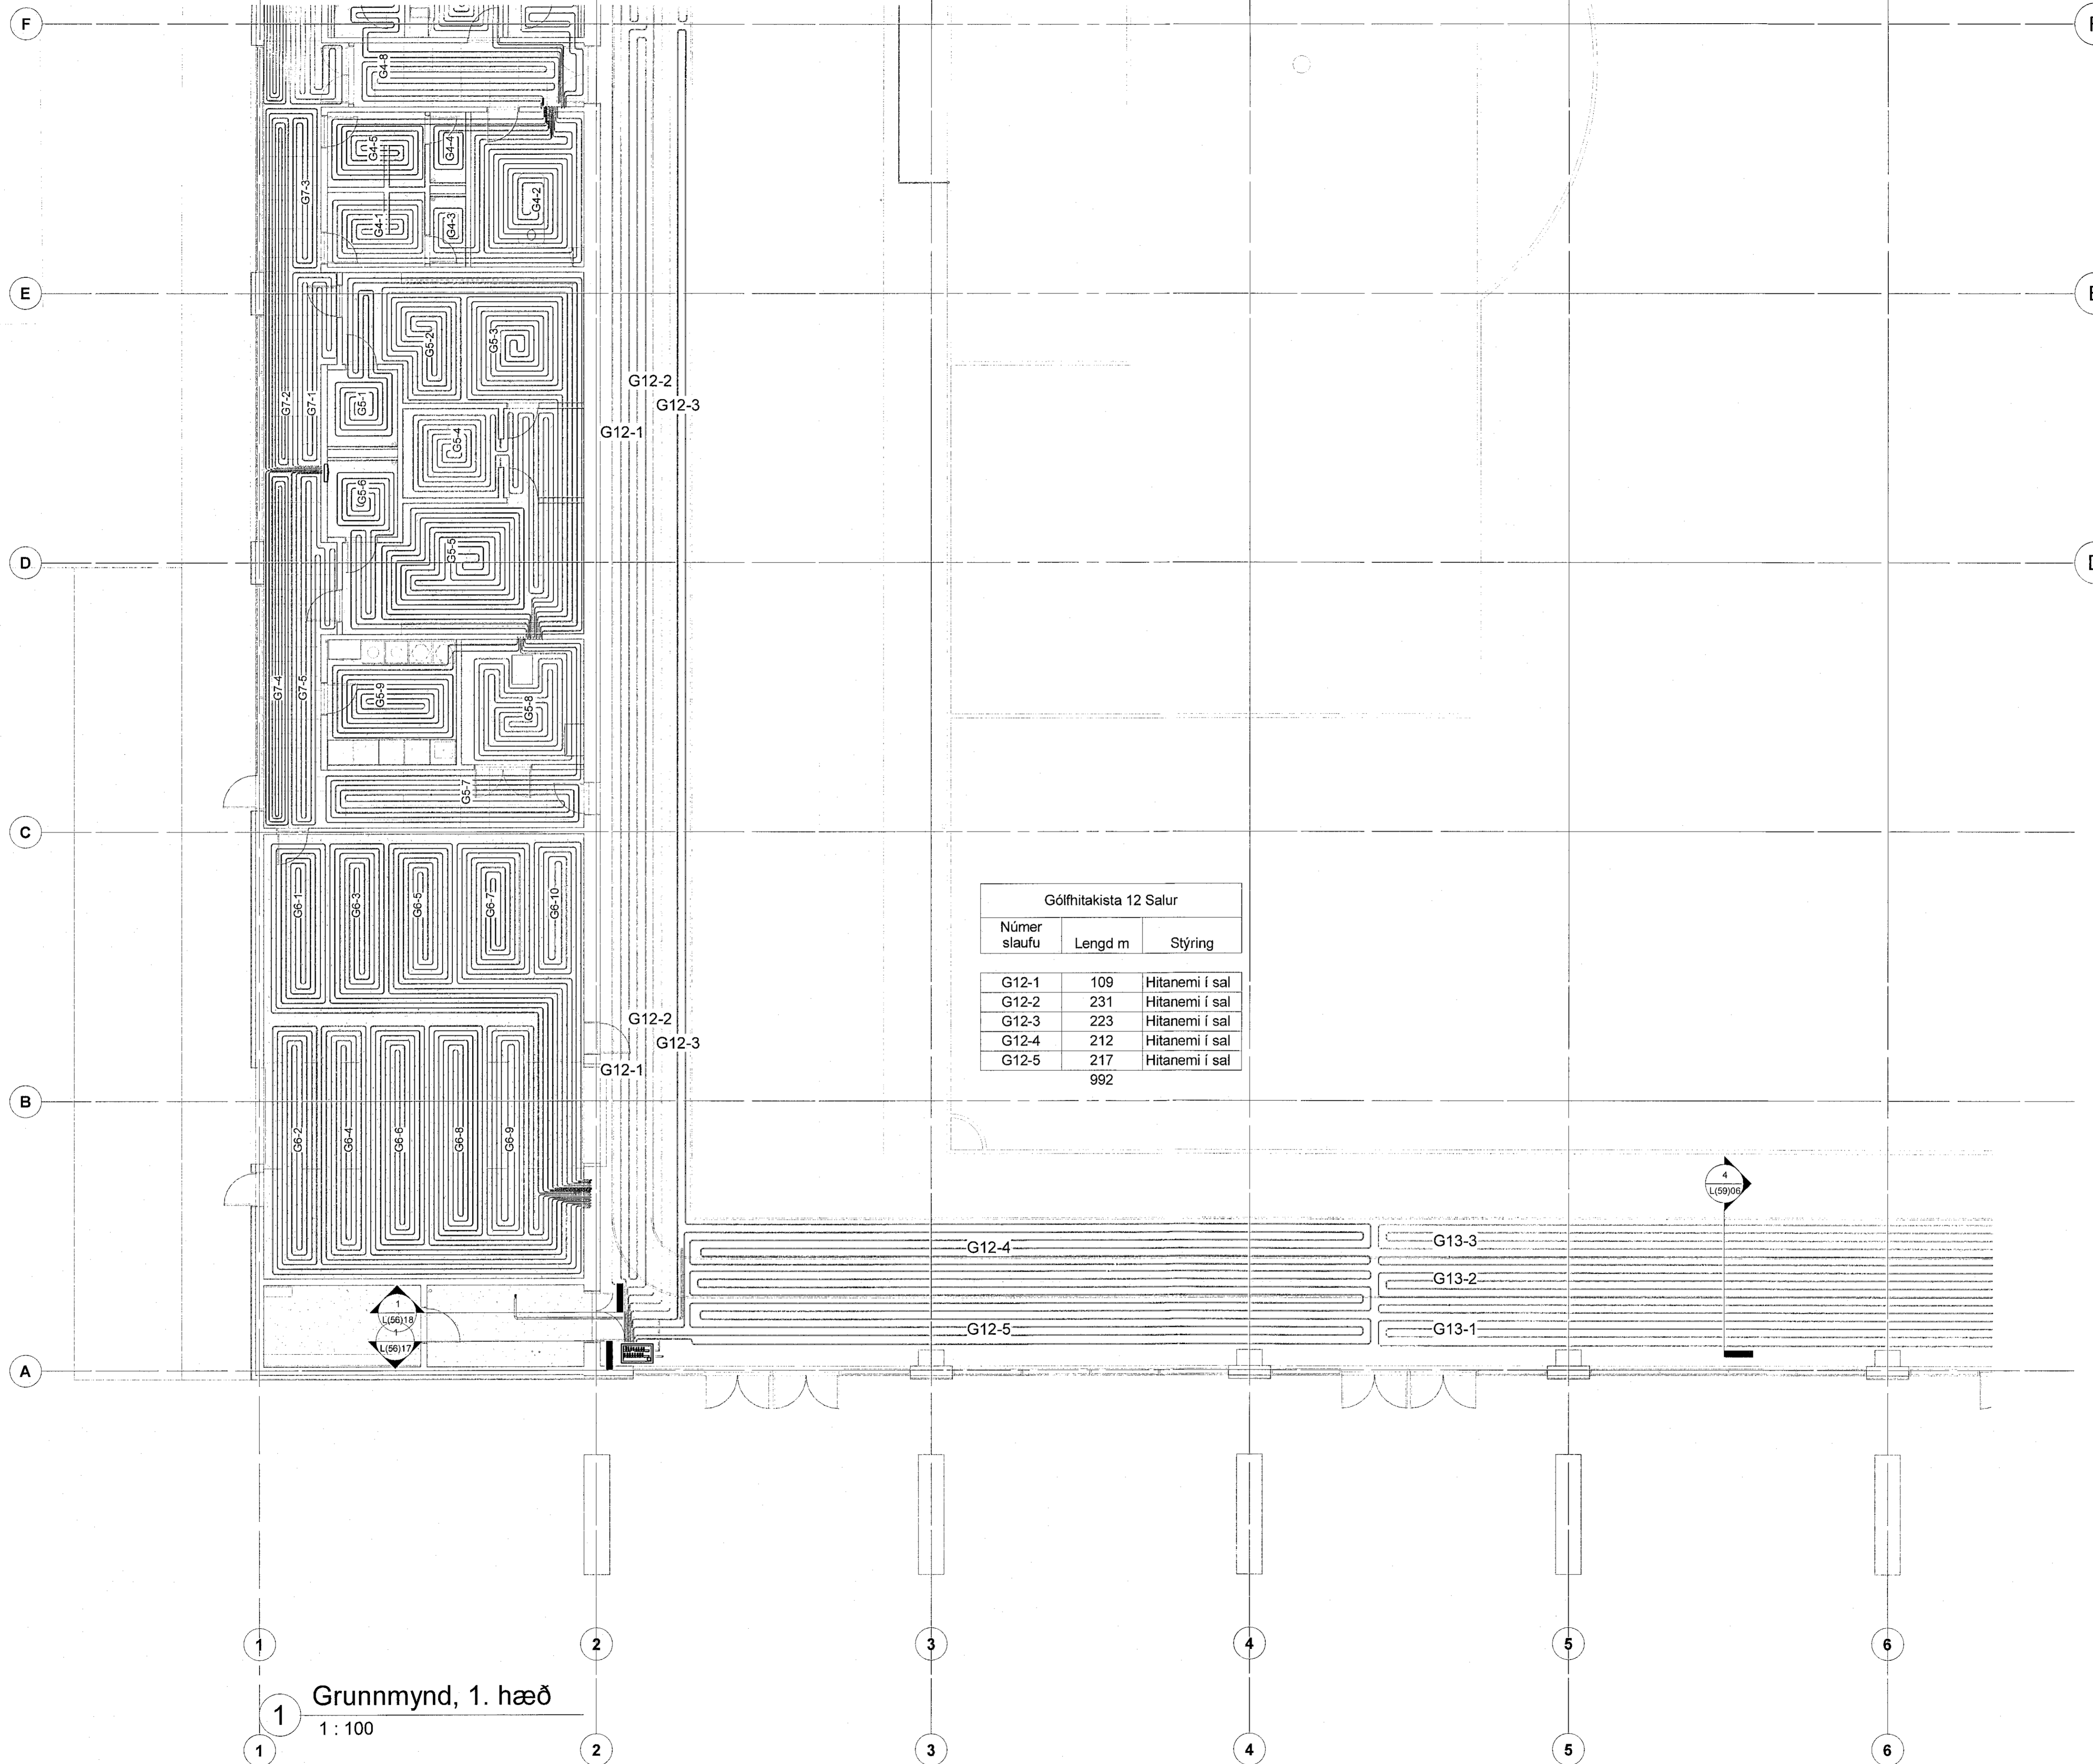 F
G4-8
G7-3
G4-5
G4-4
G4-2
G4-1
G4-3
E
G5-2
G5-3
G12-2
G12-3
G12-1
G7-2
G7-1
G5-1
G5-4
G5-6
G5-5
D
D
G7-4
G7-5
G5-9
G5-8
G5-7
C
G6-1
G6-3
G6-5
G6-7
G6-10
Gólfhitakista 12 Salur
Númer slaufu Lengd m Stýring
G12-1 109 Hitanemi í sal
G12-2 231 Hitanemi í sal
G12-3 223 Hitanemi í sal
G12-4 212 Hitanemi í sal
G12-5 217 Hitanemi í sal
992
G12-2
G12-3
G12-1
B
G6-2
G6-4
G6-6
G6-8
G6-9
4
L(59)06
G12-4
G13-3
G13-2
G12-5
G13-1
1
L(56)18
1
L(56)17
A
1 2 3 4 5 6
1 Grunnmynd, 1. hæð
1 : 100
1 2 3 4 5 6